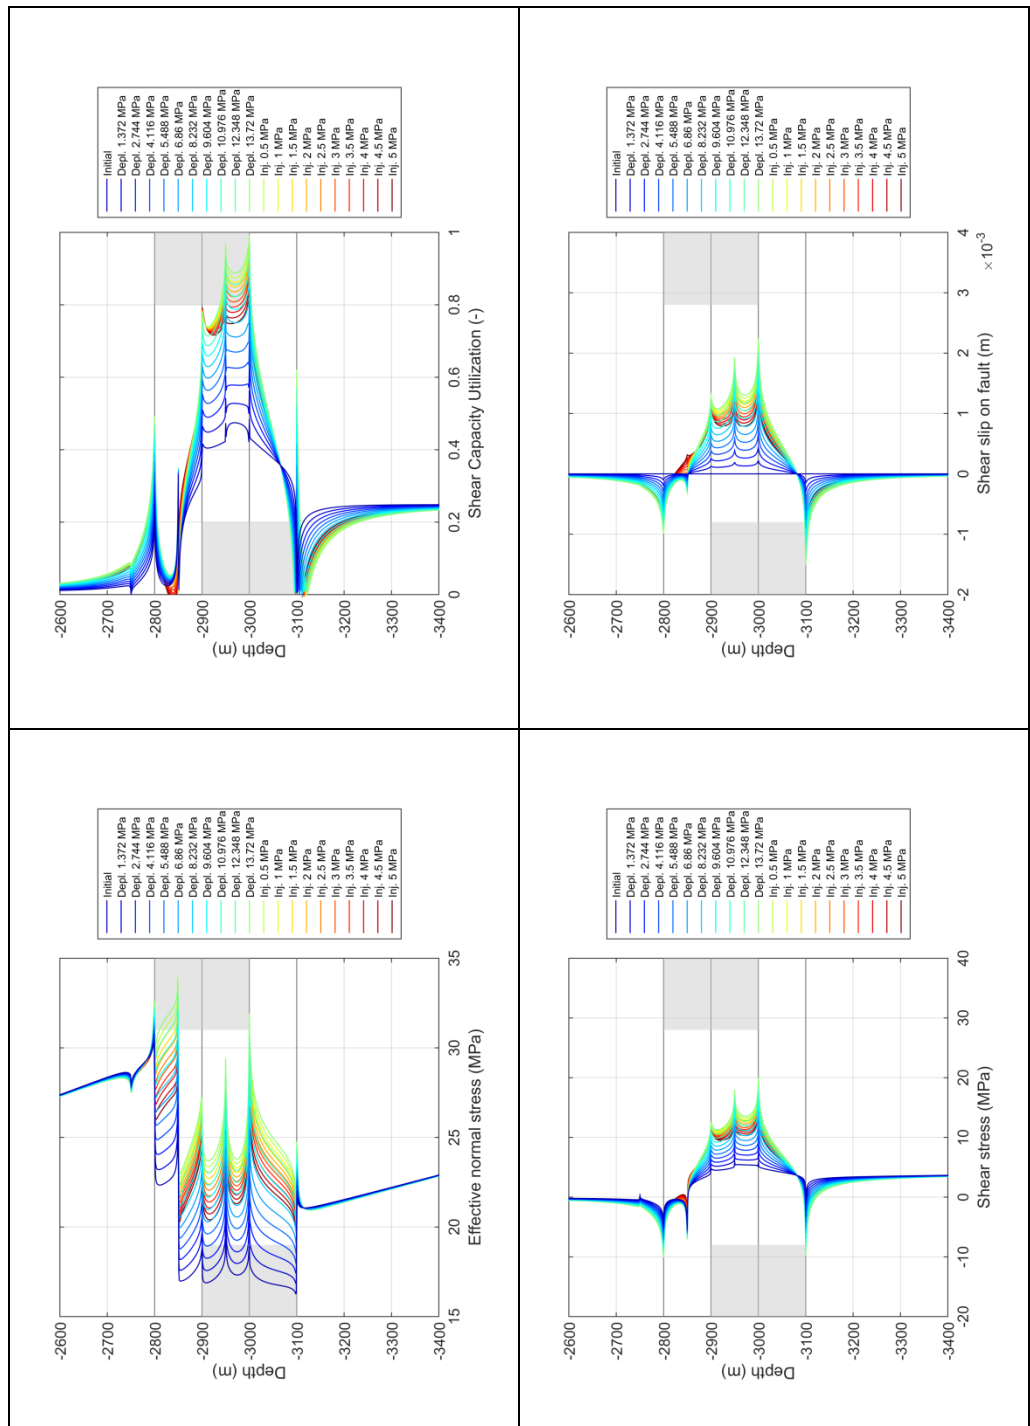 Initial
Depl. 1.372 MPa
Depl. 2.744 MPa
Depl. 4.116 MPa
Depl. 5.488 MPa
Depl. 6.86 MPa
Depl. 8.232 MPa
Depl. 9.604 MPa
Depl. 10.976 MPa
Depl. 12.348 MPa
Depl. 13.72 MPa
Inj. 0.5 MPa
Inj. 1 MPa
Inj. 1.5 MPa
Inj. 2 MPa
Inj. 2.5 MPa
Inj. 3 MPa
Inj. 3.5 MPa
Inj. 4 MPa
Inj. 4.5 MPa
Inj. 5 MPa
-2600
-2700
-2800
-2900
-3000
-3100
-3200
-3300
-3400
Depth (m)
0
0.2
0.4
0.6
0.8
1
Shear Capacity Utilization (-)
Initial
Depl. 1.372 MPa
Depl. 2.744 MPa
Depl. 4.116 MPa
Depl. 5.488 MPa
Depl. 6.86 MPa
Depl. 8.232 MPa
Depl. 9.604 MPa
Depl. 10.976 MPa
Depl. 12.348 MPa
Depl. 13.72 MPa
Inj. 0.5 MPa
Inj. 1 MPa
Inj. 1.5 MPa
Inj. 2 MPa
Inj. 2.5 MPa
Inj. 3 MPa
Inj. 3.5 MPa
Inj. 4 MPa
Inj. 4.5 MPa
Inj. 5 MPa
-2600
-2700
-2800
-2900
-3000
-3100
-3200
-3300
-3400
Depth (m)
-2
-1
0
1
2
3
4
×10-3
Shear slip on fault (m)
Initial
Depl. 1.372 MPa
Depl. 2.744 MPa
Depl. 4.116 MPa
Depl. 5.488 MPa
Depl. 6.86 MPa
Depl. 8.232 MPa
Depl. 9.604 MPa
Depl. 10.976 MPa
Depl. 12.348 MPa
Depl. 13.72 MPa
Inj. 0.5 MPa
Inj. 1 MPa
Inj. 1.5 MPa
Inj. 2 MPa
Inj. 2.5 MPa
Inj. 3 MPa
Inj. 3.5 MPa
Inj. 4 MPa
Inj. 4.5 MPa
Inj. 5 MPa
-2600
-2700
-2800
-2900
-3000
-3100
-3200
-3300
-3400
Depth (m)
15
20
25
30
35
Effective normal stress (MPa)
Initial
Depl. 1.372 MPa
Depl. 2.744 MPa
Depl. 4.116 MPa
Depl. 5.488 MPa
Depl. 6.86 MPa
Depl. 8.232 MPa
Depl. 9.604 MPa
Depl. 10.976 MPa
Depl. 12.348 MPa
Depl. 13.72 MPa
Inj. 0.5 MPa
Inj. 1 MPa
Inj. 1.5 MPa
Inj. 2 MPa
Inj. 2.5 MPa
Inj. 3 MPa
Inj. 3.5 MPa
Inj. 4 MPa
Inj. 4.5 MPa
Inj. 5 MPa
-2600
-2700
-2800
-2900
-3000
-3100
-3200
-3300
-3400
Depth (m)
-20
-10
0
10
20
30
40
Shear stress (MPa)